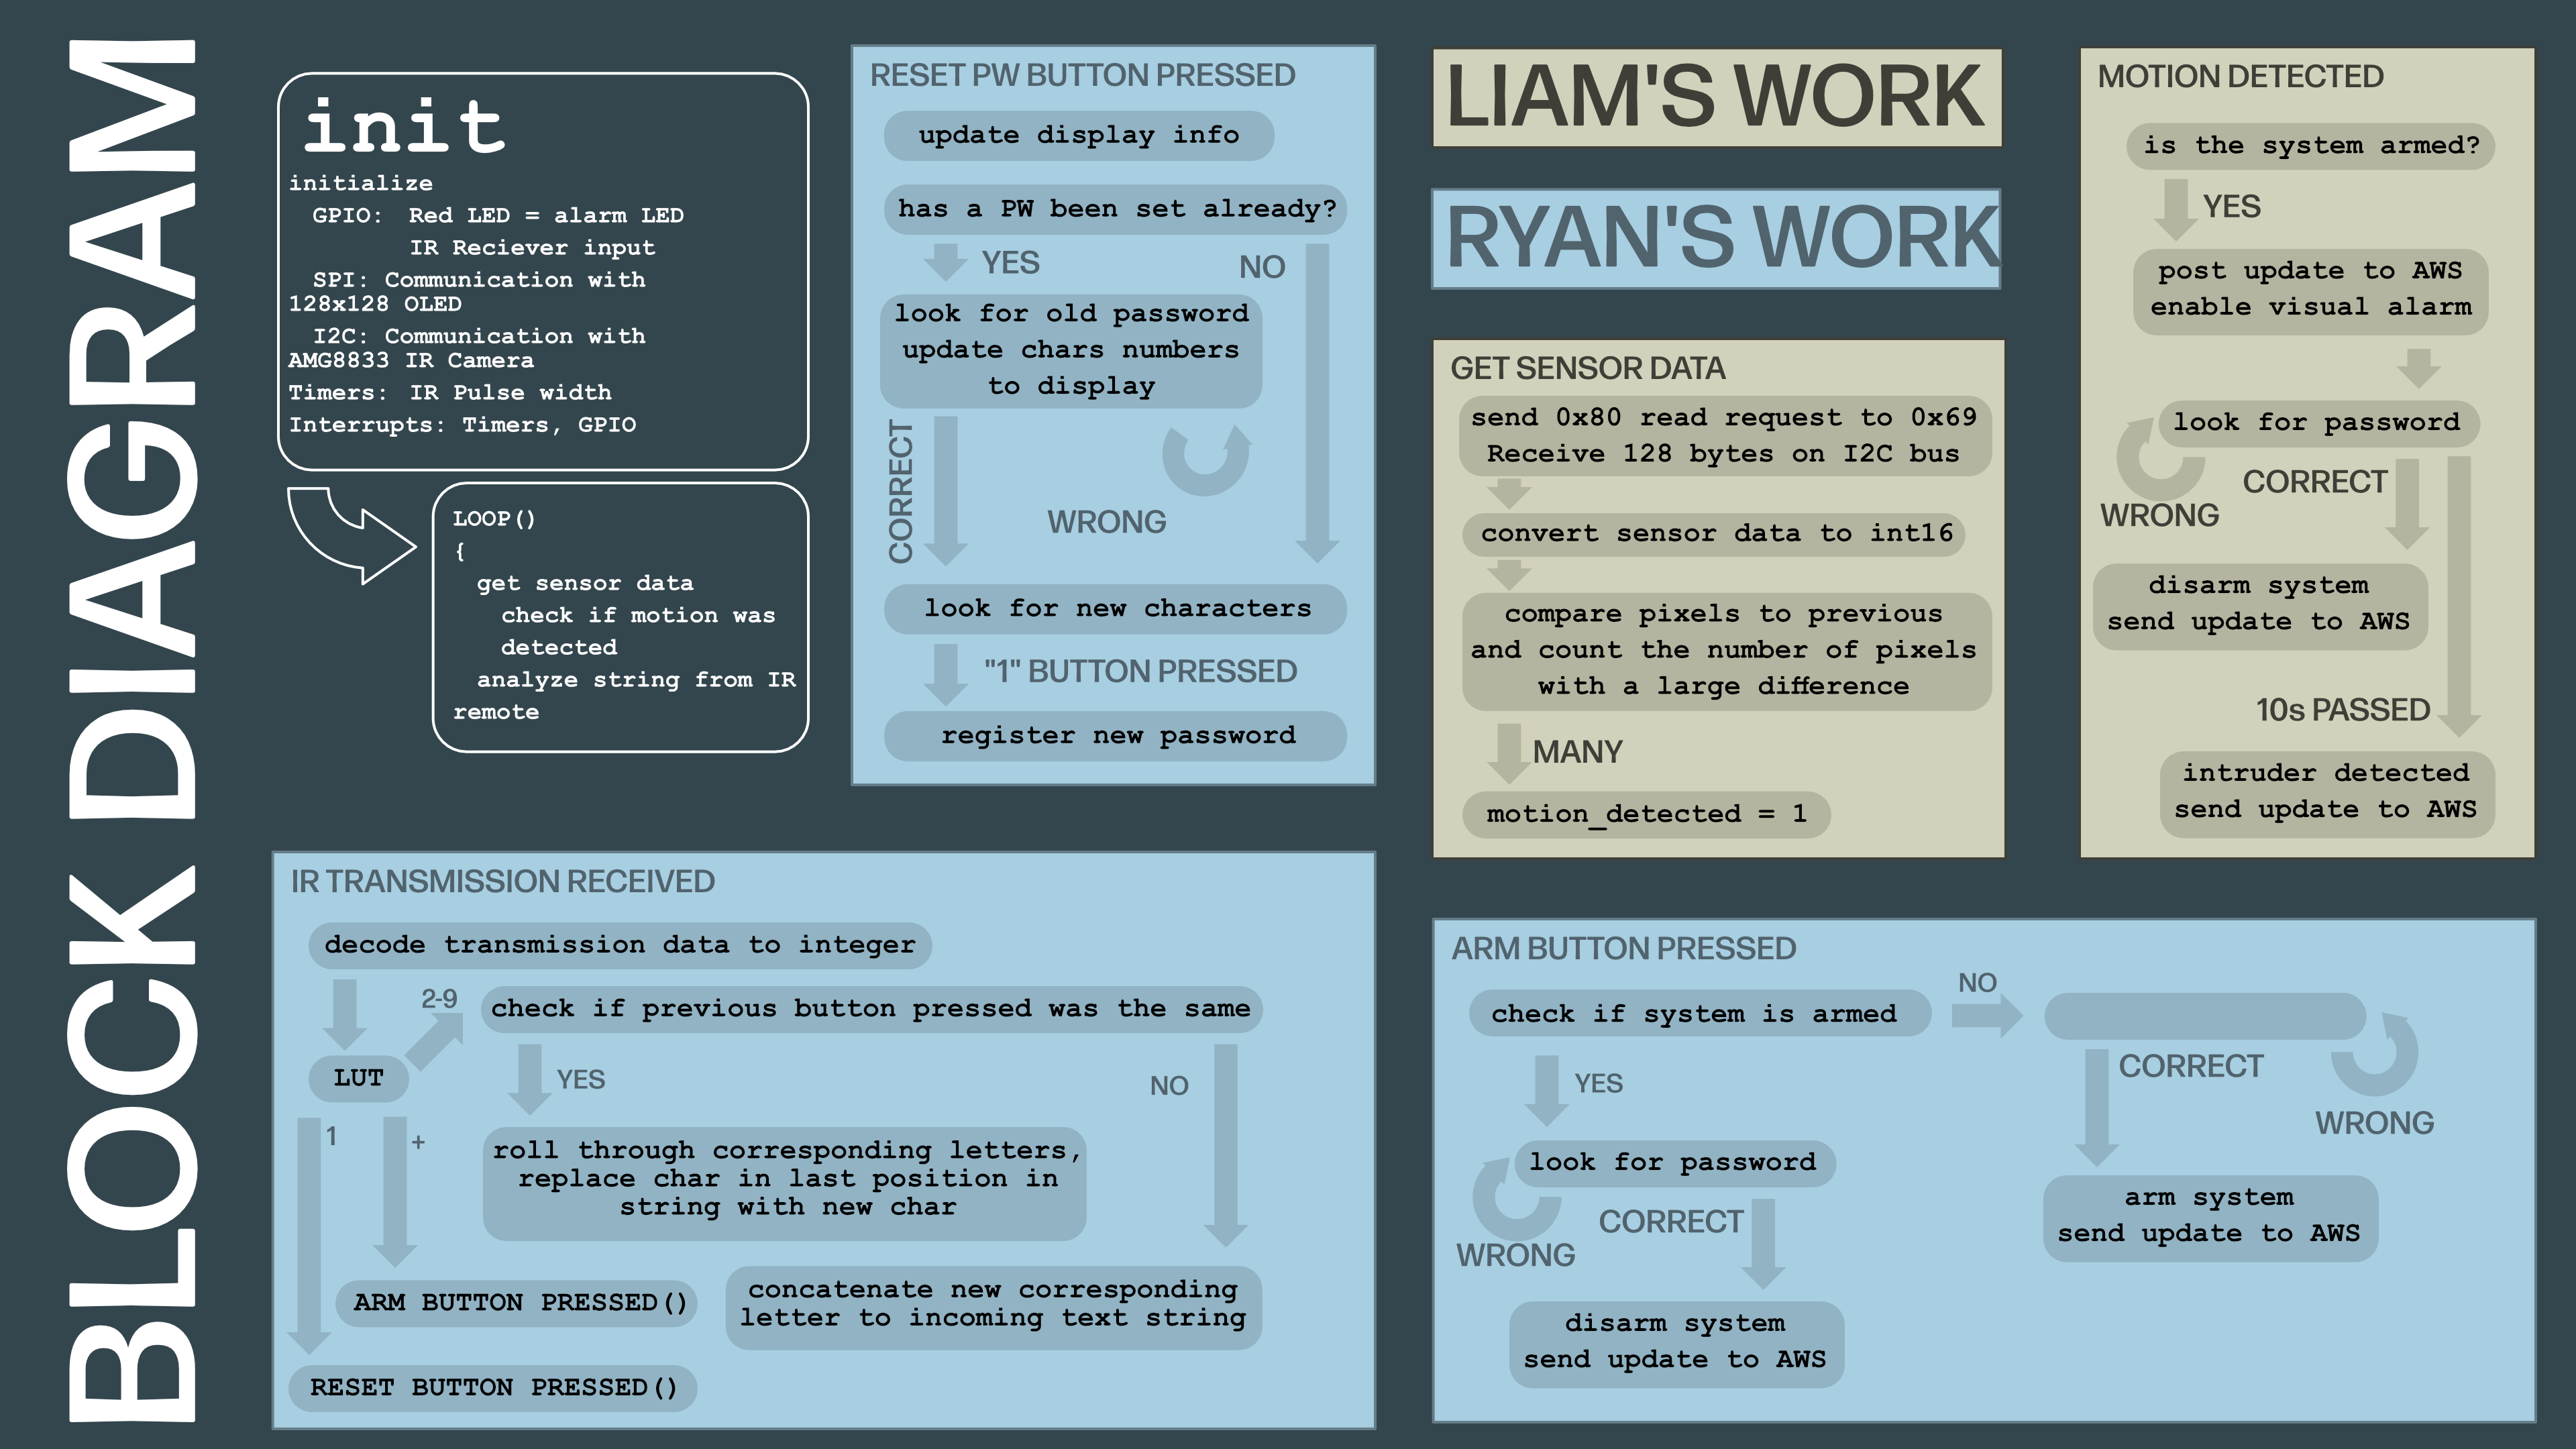 BLOCK DIAGRAM
init
initialize
GPIO: Red LED = alarm LED
IR Reciever input
SPI: Communication with
128x128 OLED
I2C: Communication with
AMG8833 IR Camera
Timers: IR Pulse width
Interrupts: Timers, GPIO
LOOP()
{
get sensor data
check if motion was
detected
analyze string from IR
remote
RESET PW BUTTON PRESSED
update display info
has a PW been set already?
YES
NO
look for old password
update chars numbers
to display
CORRECT
WRONG
look for new characters
"1" BUTTON PRESSED
register new password
LIAM'S WORK
RYAN'S WORK
GET SENSOR DATA
send 0x80 read request to 0x69
Receive 128 bytes on I2C bus
convert sensor data to int16
compare pixels to previous
and count the number of pixels
with a large difference
MANY
motion_detected = 1
MOTION DETECTED
is the system armed?
YES
post update to AWS
enable visual alarm
look for password
CORRECT
WRONG
disarm system
send update to AWS
10s PASSED
intruder detected
send update to AWS
IR TRANSMISSION RECEIVED
decode transmission data to integer
2-9
check if previous button pressed was the same
LUT
YES
NO
1
+
roll through corresponding letters,
replace char in last position in
string with new char
ARM BUTTON PRESSED()
concatenate new corresponding
letter to incoming text string
RESET BUTTON PRESSED()
ARM BUTTON PRESSED
check if system is armed
NO
YES
CORRECT
WRONG
look for password
CORRECT
WRONG
arm system
send update to AWS
disarm system
send update to AWS